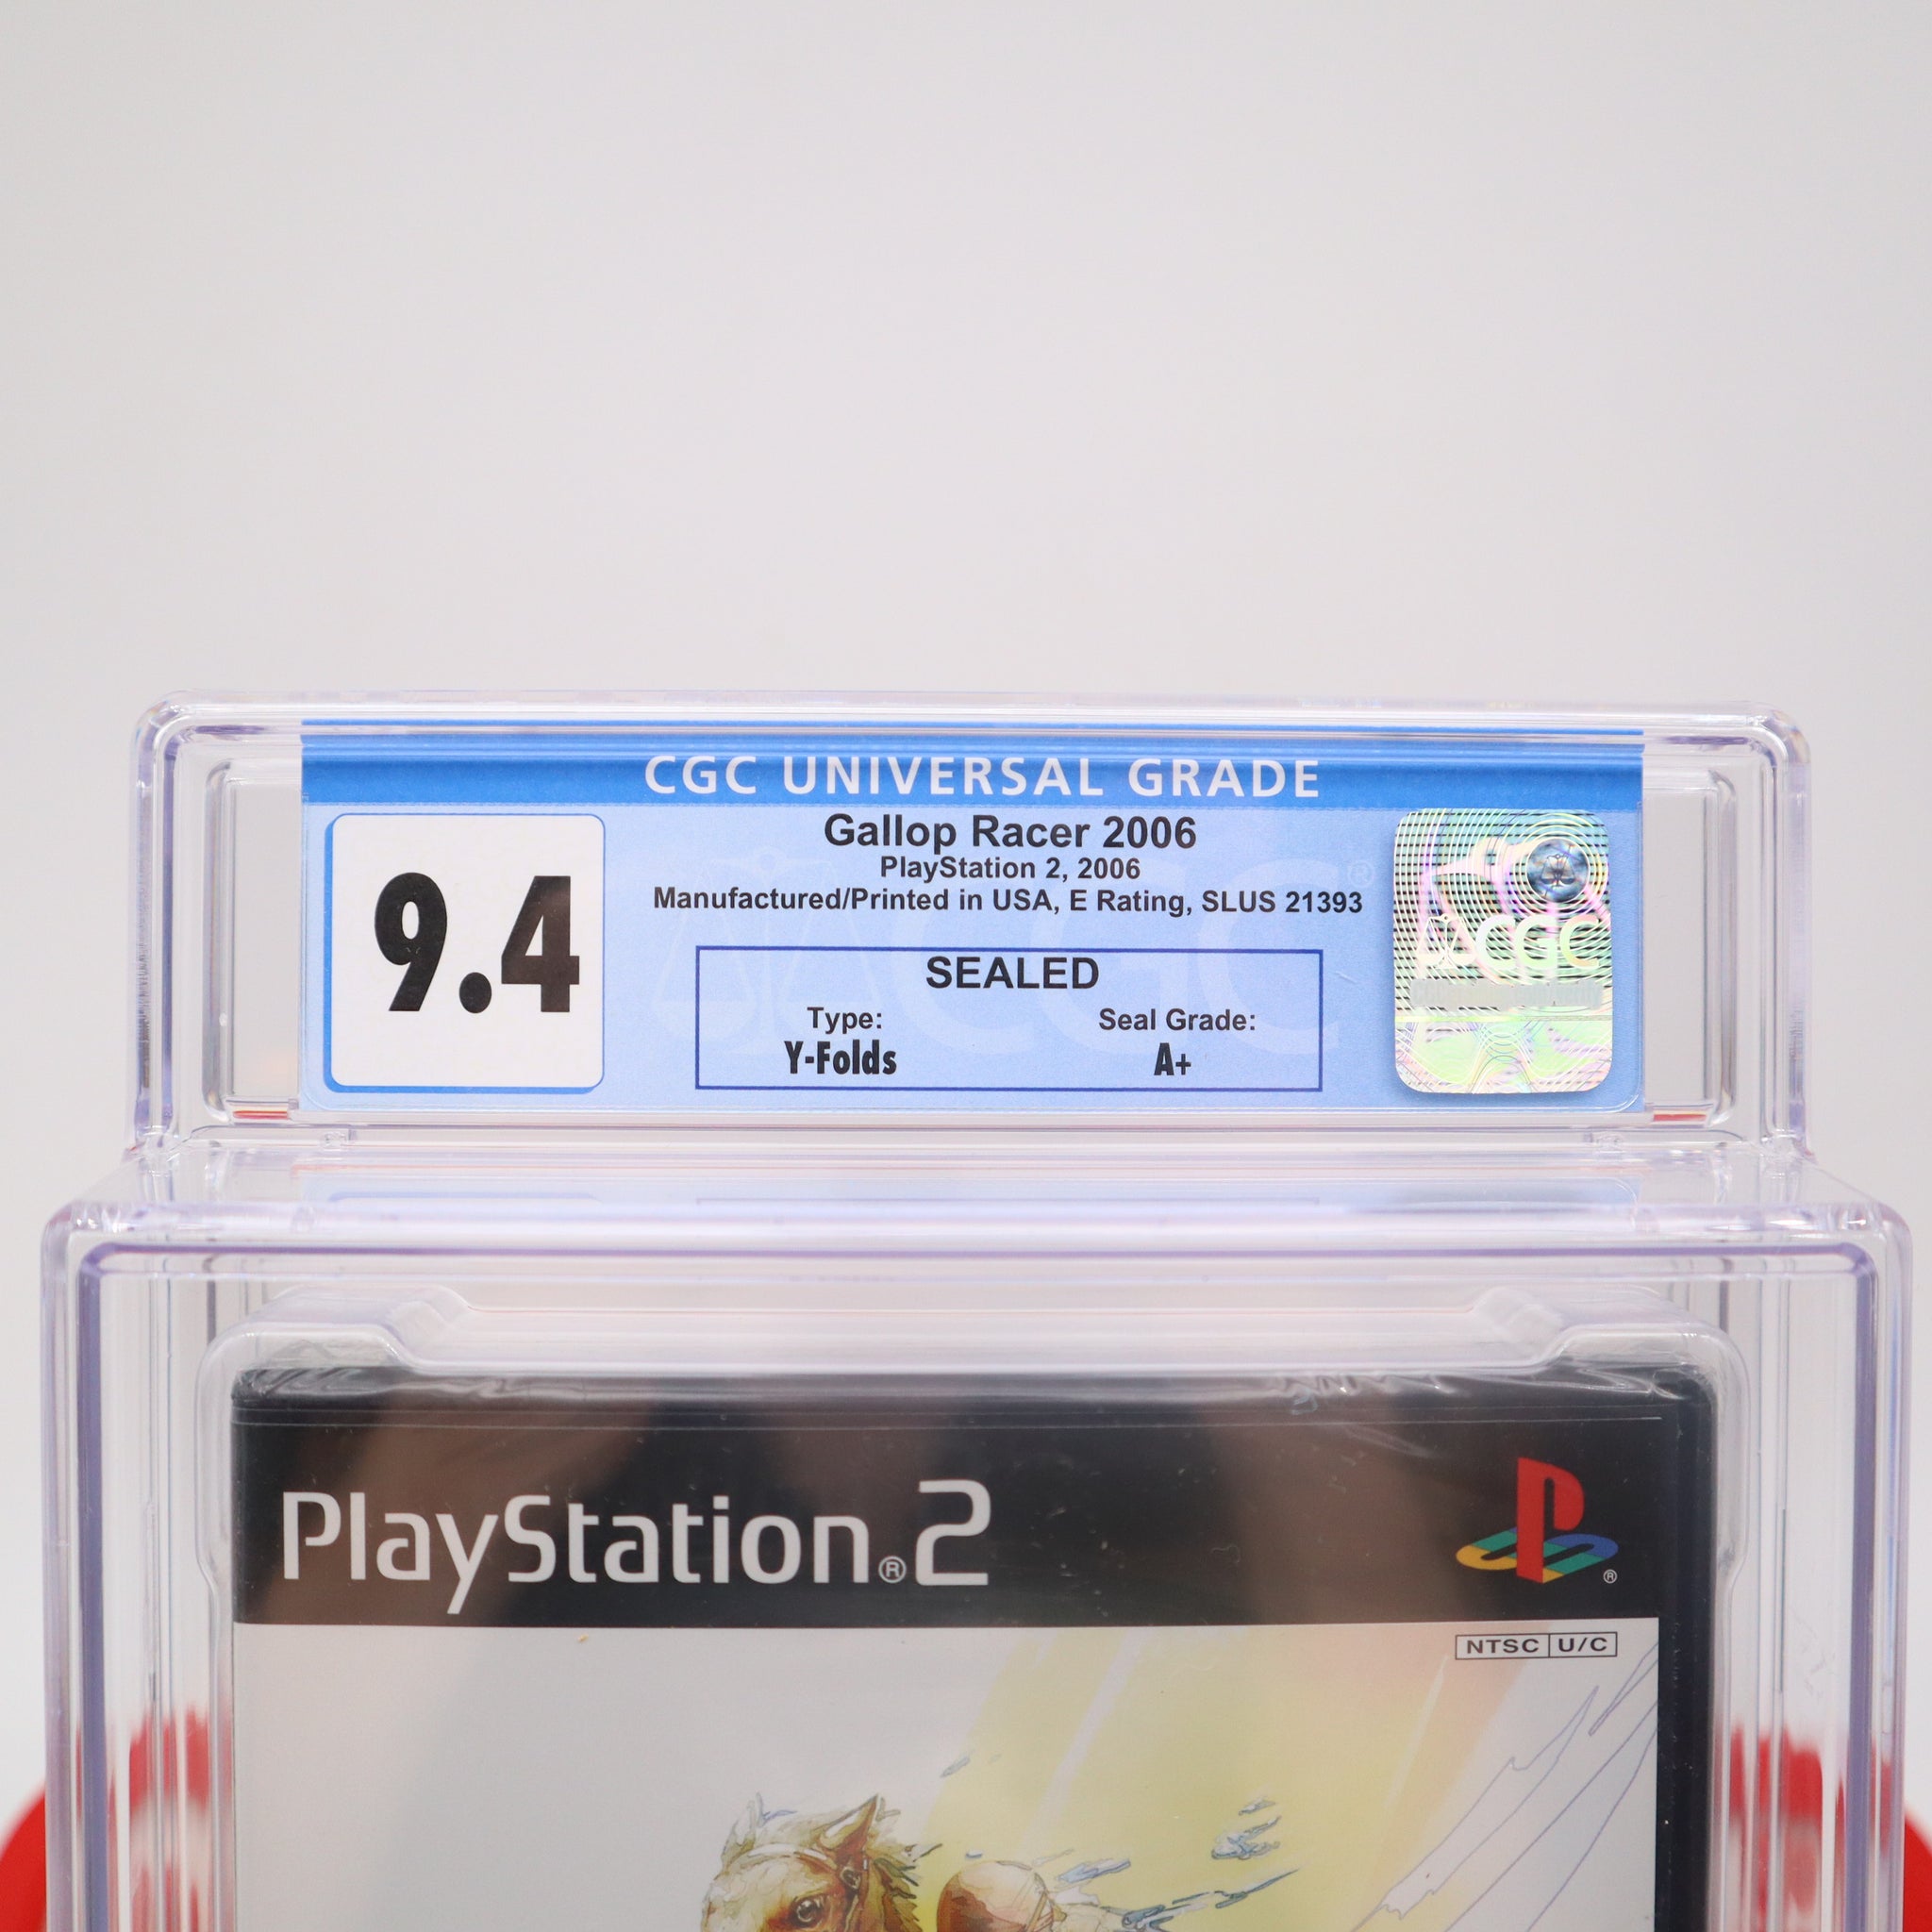 CGC UNIVERSAL GRADE
9.4
Gallop Racer 2006
PlayStation 2, 2006
Manufactured/Printed in USA, E Rating, SLUS 21393
SEALED
Type:
Seal Grade:
Y-Folds
A+
CGC
PlayStation®2
NTSC U/C